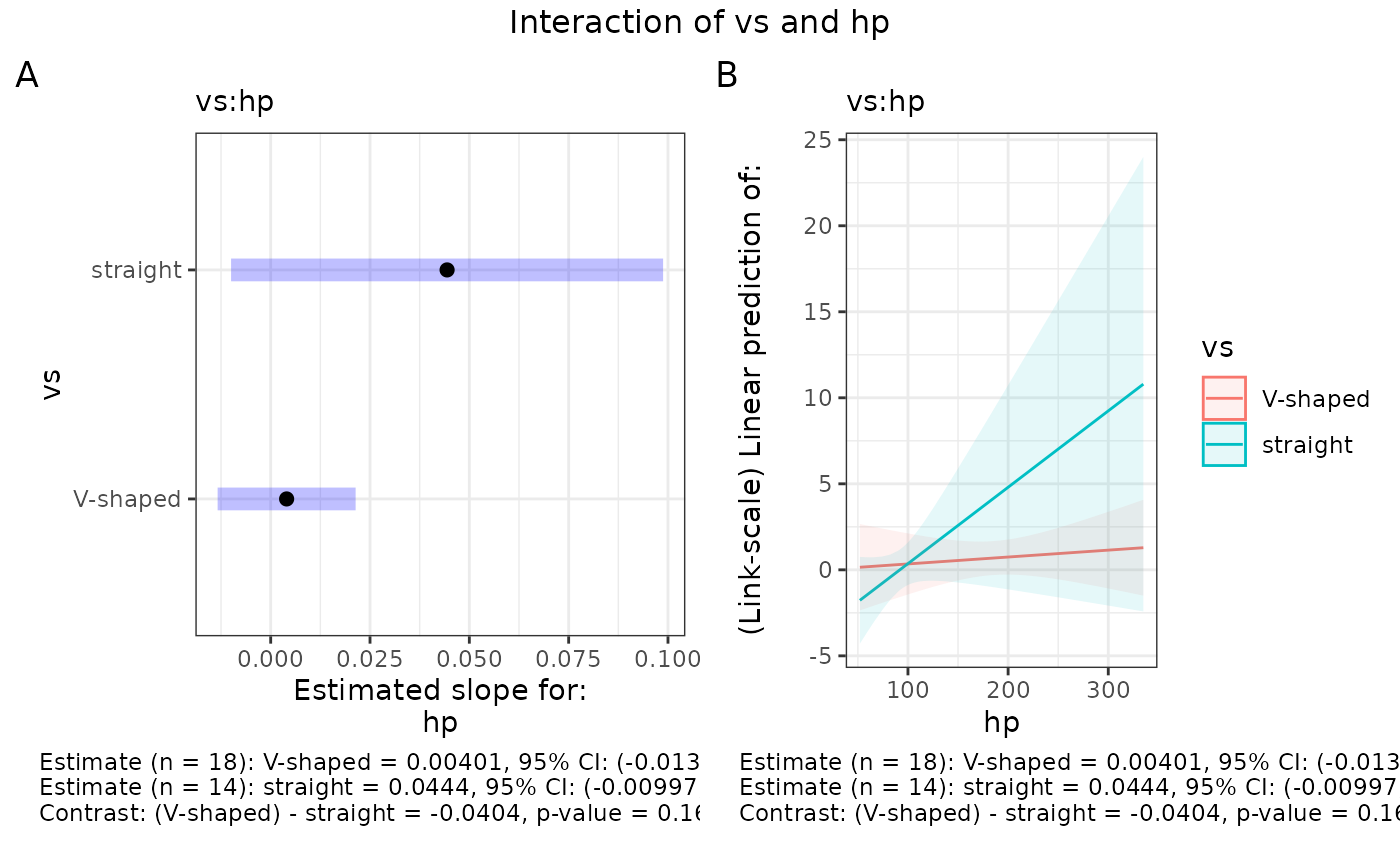 Interaction of vs and hp
A
vs:hp
straight
V-shaped
vs
0.000 0.025 0.050 0.075 0.100
Estimated slope for:
hp
Estimate (n = 18): V-shaped = 0.00401, 95% CI: (-0.013
Estimate (n = 14): straight = 0.0444, 95% CI: (-0.00997
Contrast: (V-shaped) - straight = -0.0404, p-value = 0.16
B
vs:hp
(Link-scale) Linear prediction of:
25
20
15
10
5
0
-5
100 200 300
hp
vs
V-shaped
straight
Estimate (n = 18): V-shaped = 0.00401, 95% CI: (-0.013
Estimate (n = 14): straight = 0.0444, 95% CI: (-0.00997
Contrast: (V-shaped) - straight = -0.0404, p-value = 0.16